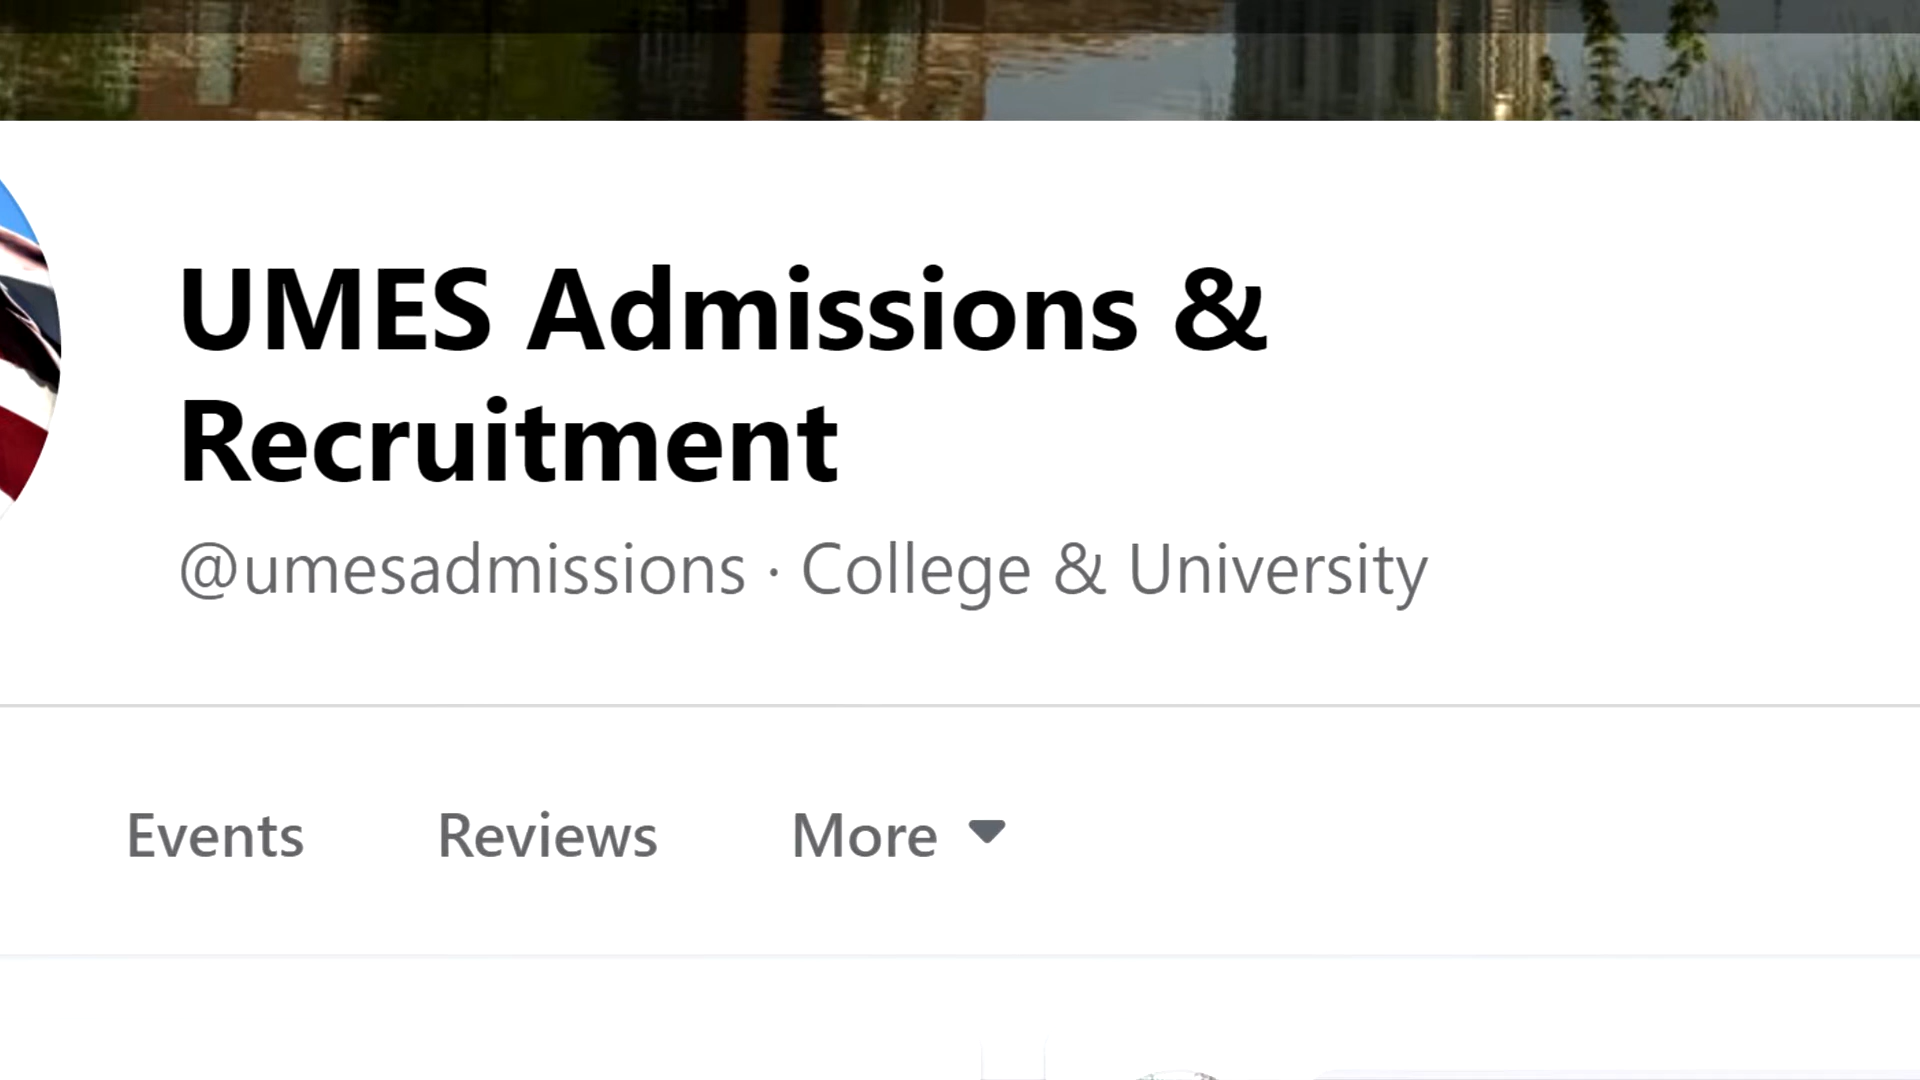 UMES Admissions &
Recruitment
@umesadmissions · College & University
Events Reviews More